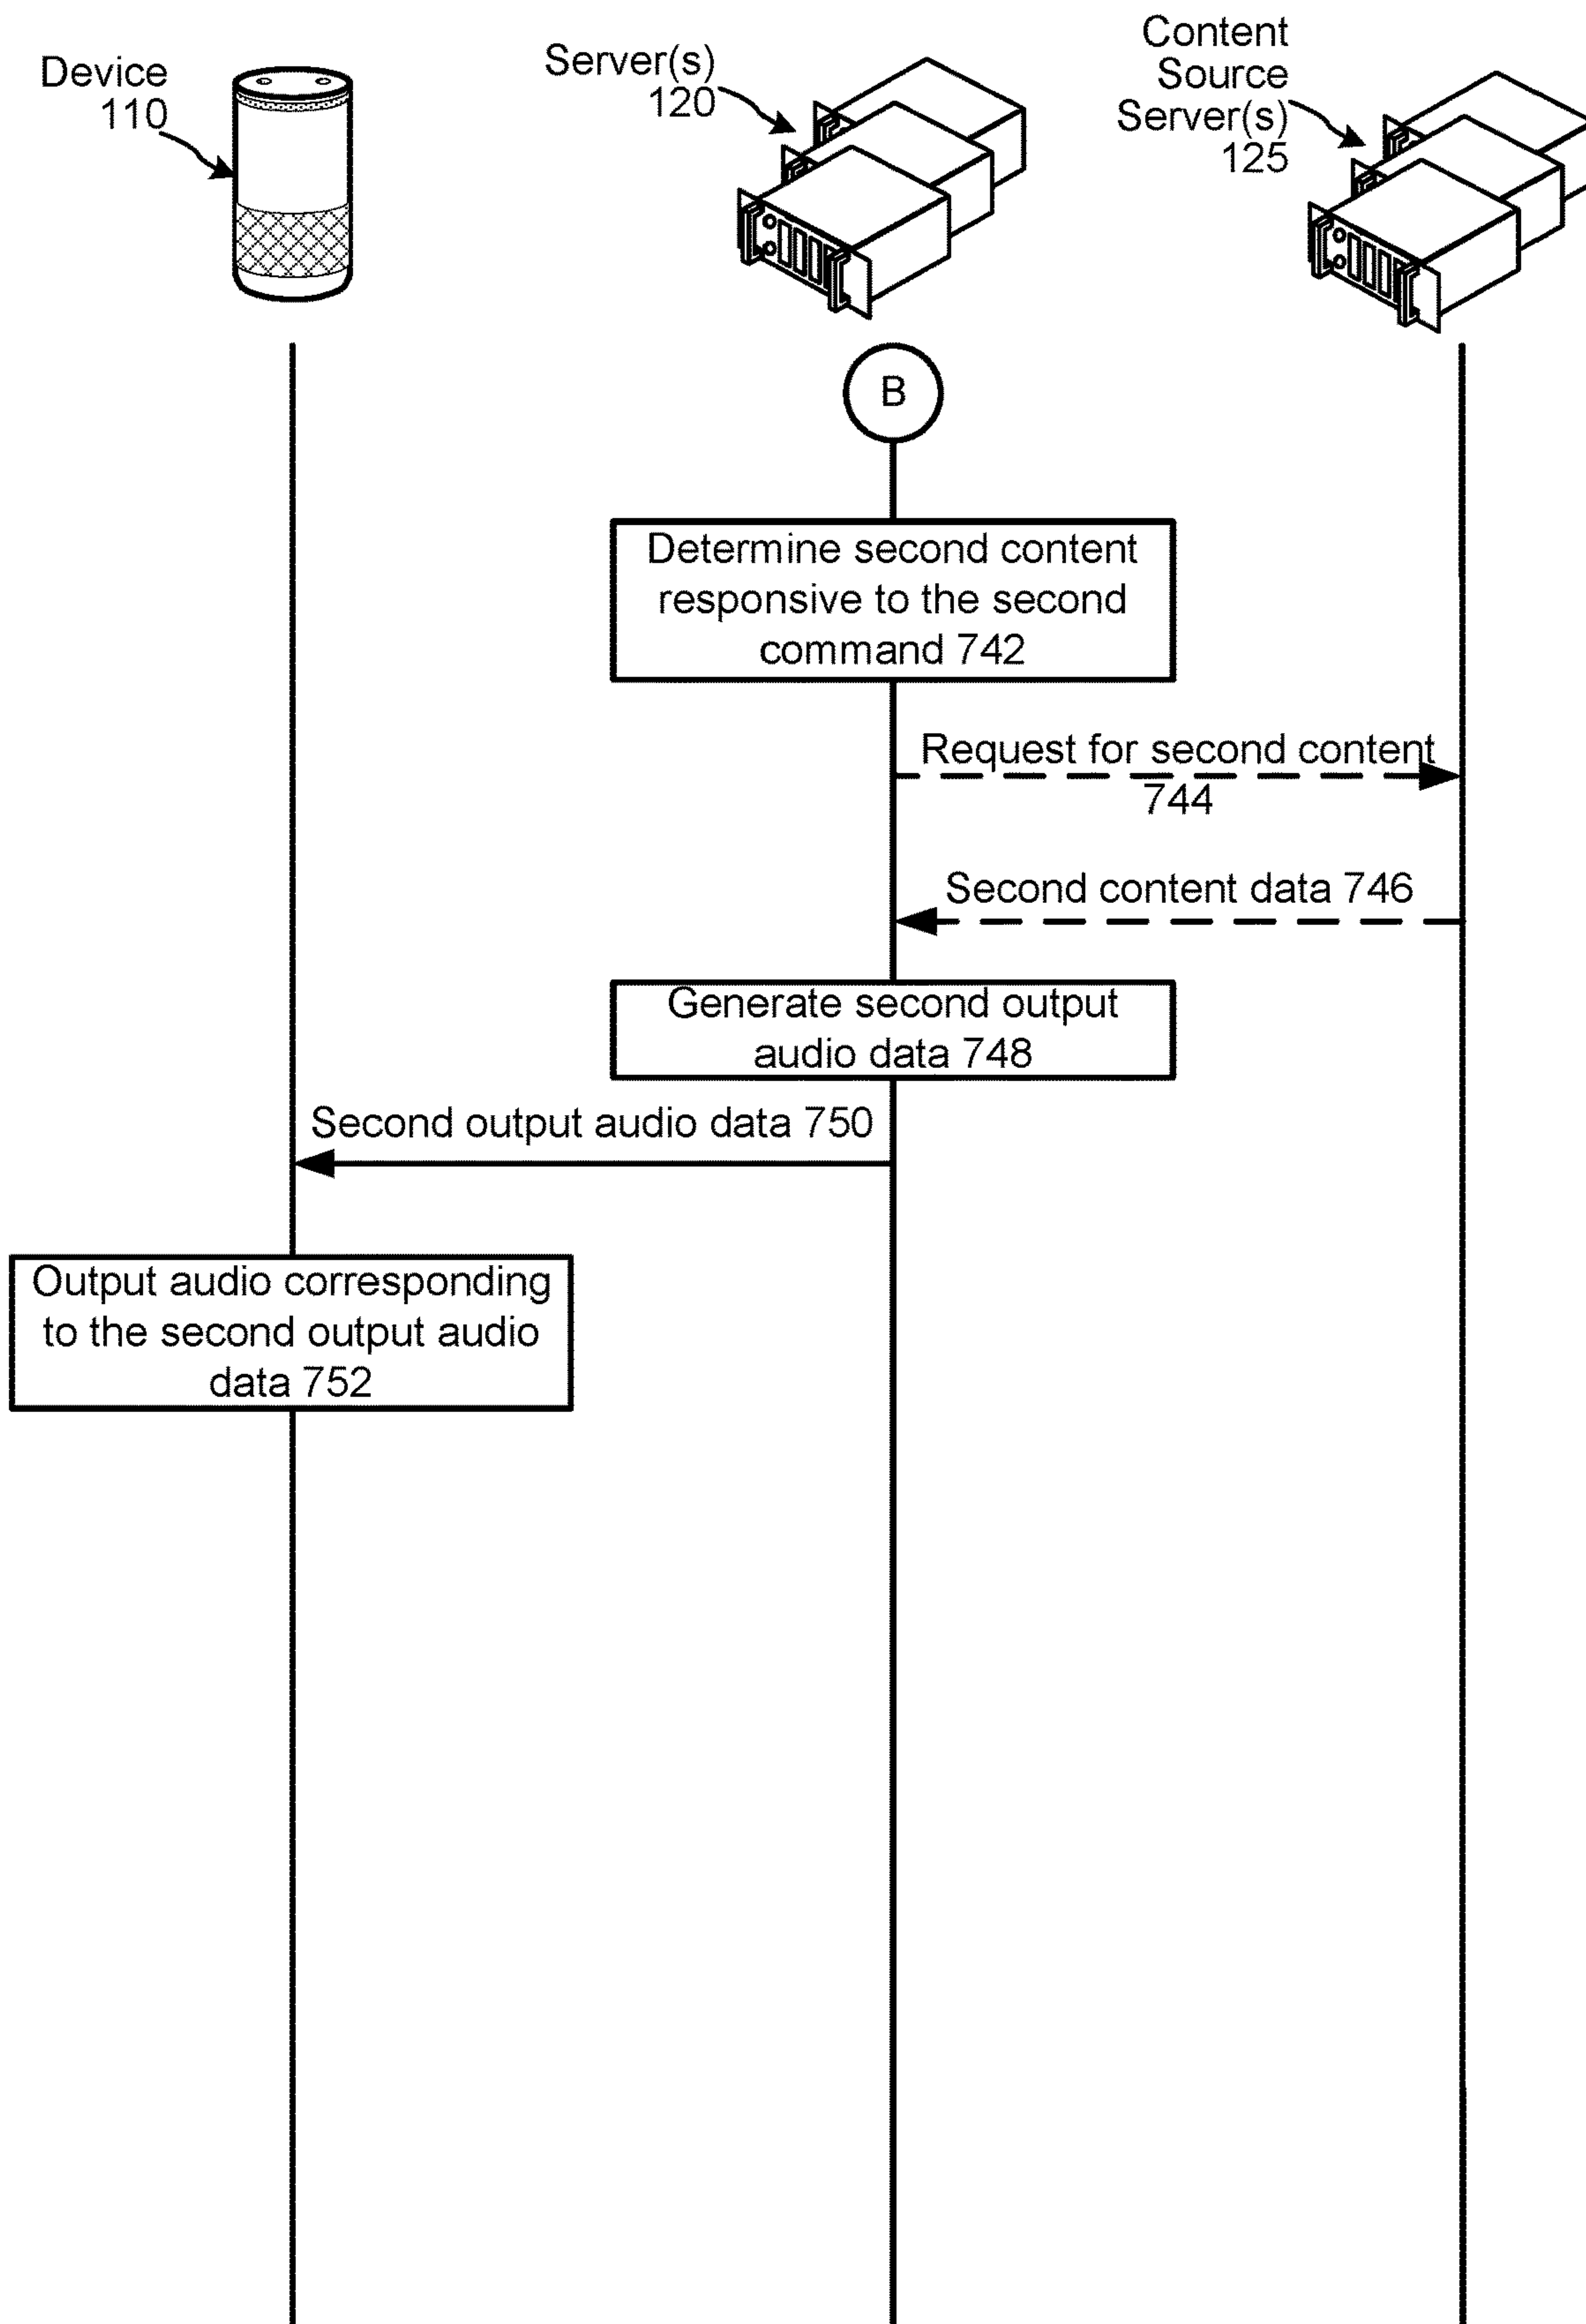 Device
110
Server(s)
120
Content
Source
Server(s)
125
B
Determine second content
responsive to the second
command 742
Request for second content
744
Second content data 746
Generate second output
audio data 748
Second output audio data 750
Output audio corresponding
to the second output audio
data 752